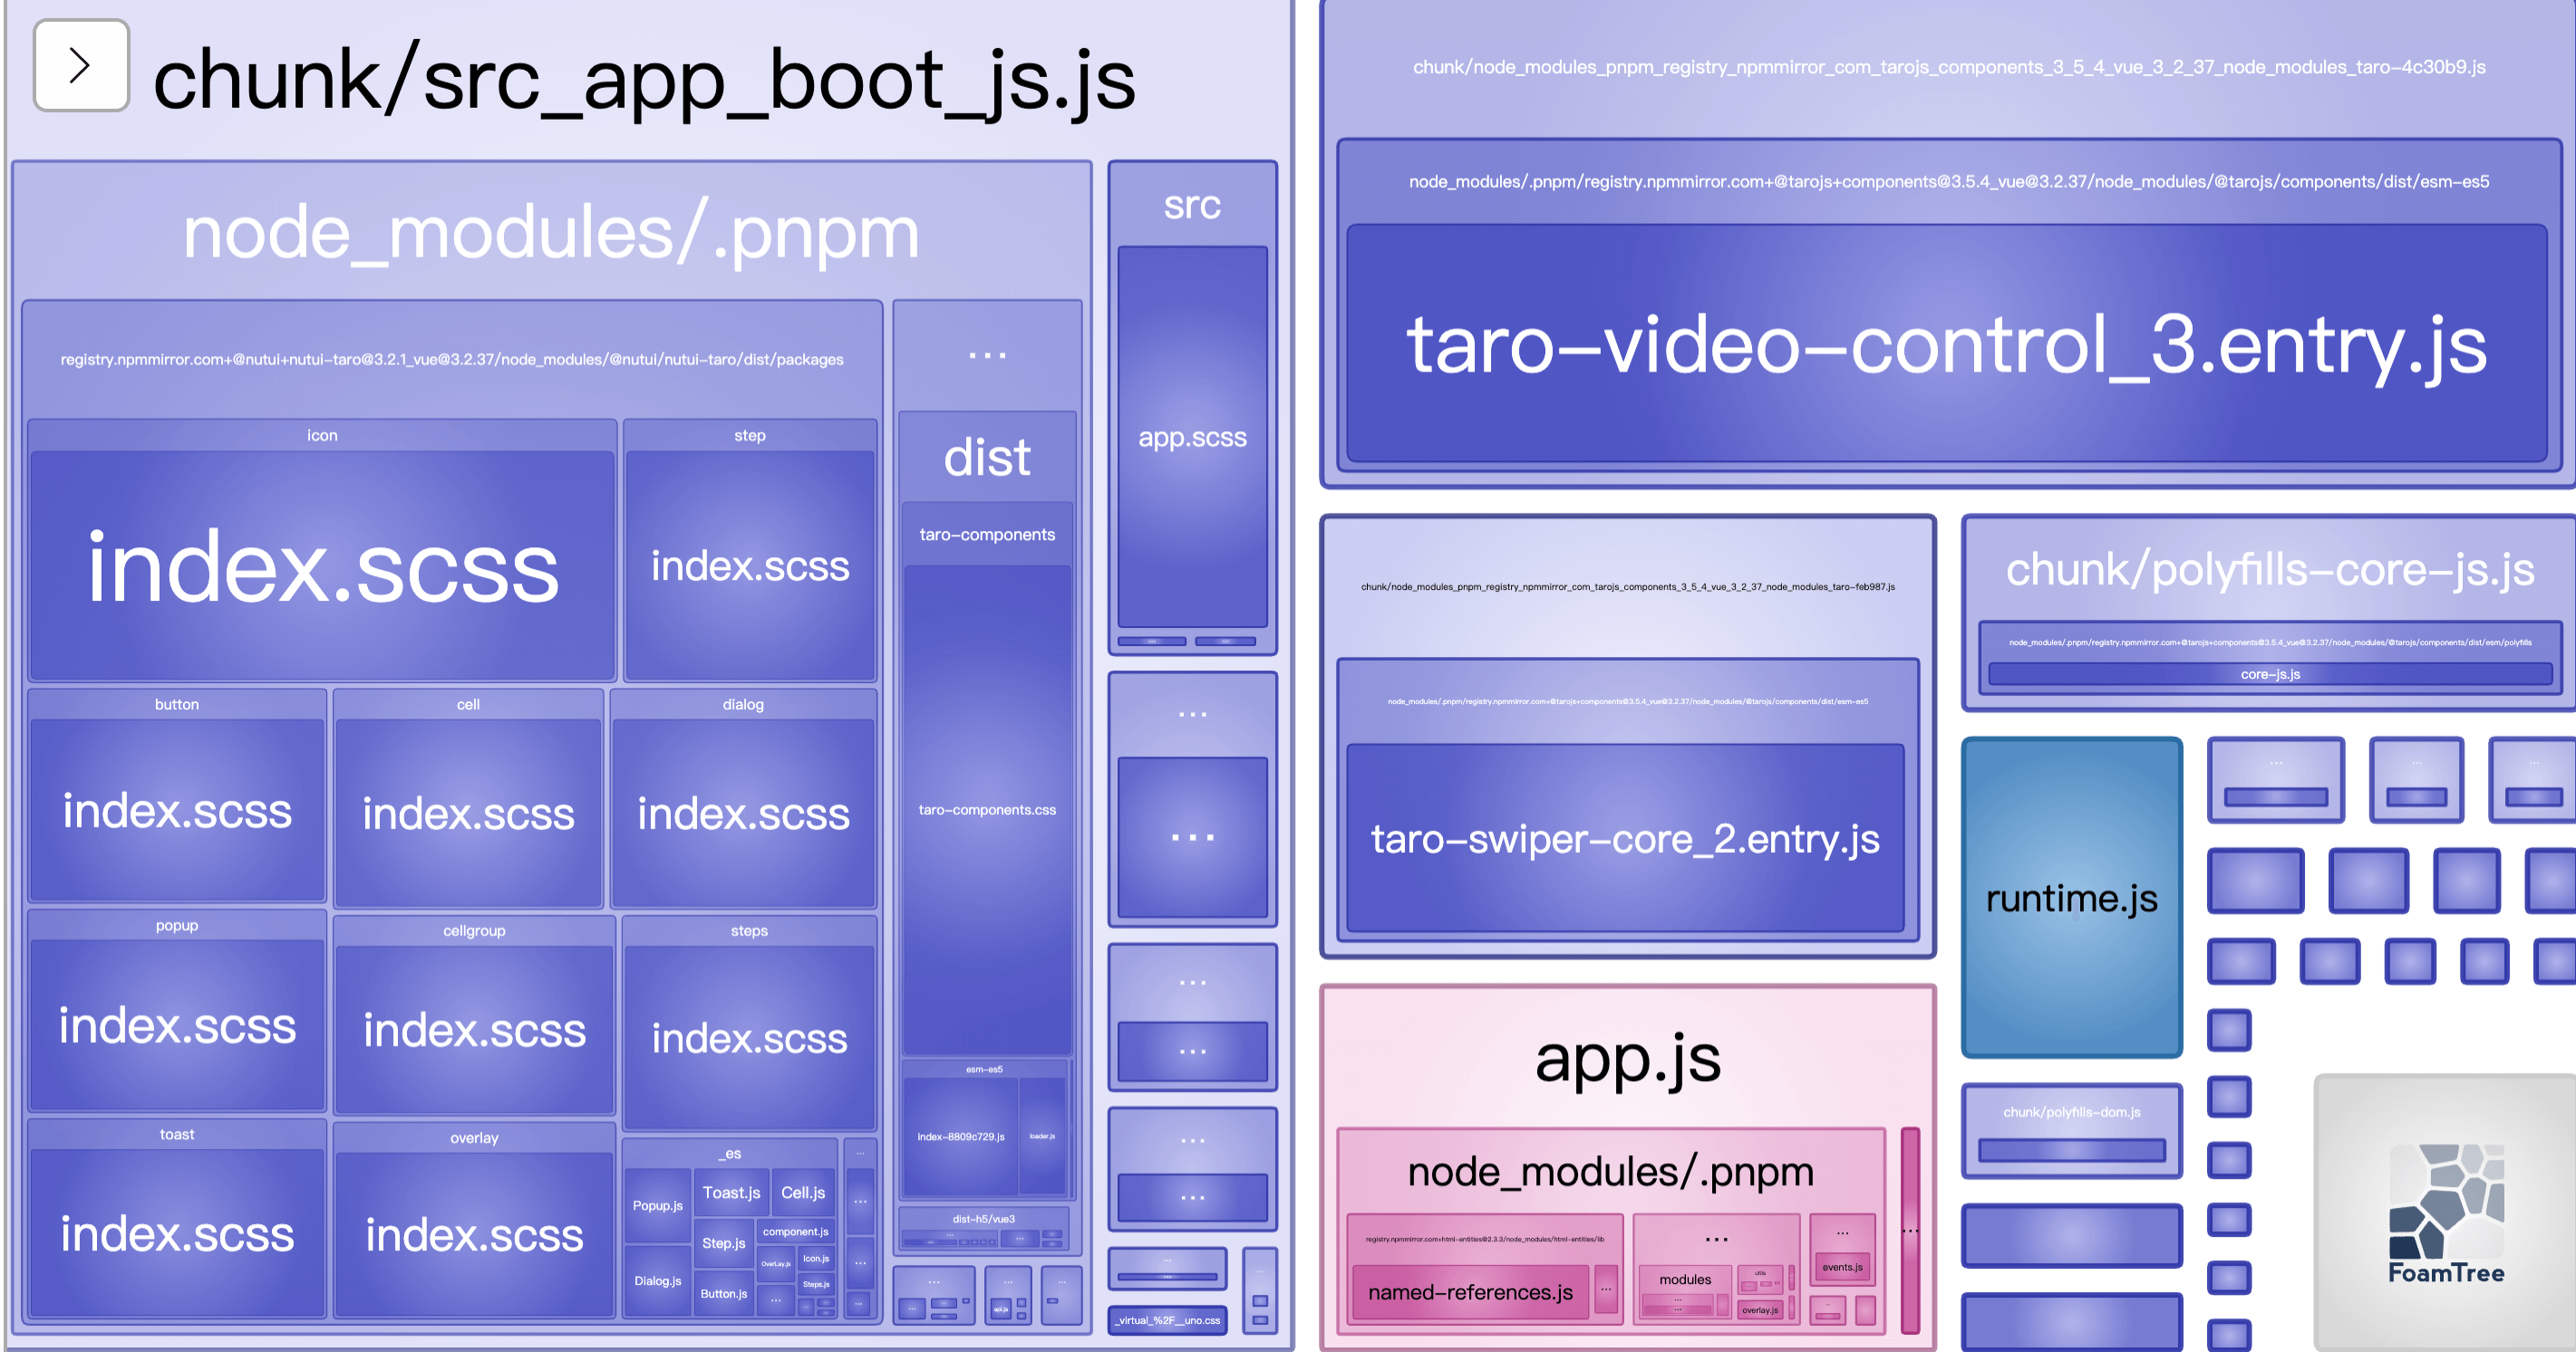 chunk/src_app_boot_js.js
node_modules/.pnpm
registry.npmmirror.com+@nutui+nutui-taro@3.2.1_vue@3.2.37/node_modules/@nutui/nutui-taro/dist/packages
icon
index.scss
step
index.scss
button
index.scss
cell
index.scss
dialog
index.scss
popup
index.scss
cellgroup
index.scss
steps
index.scss
toast
index.scss
overlay
index.scss
_es
Popup.js
Toast.js
Cell.js
component.js
Step.js
OverLay.js
Icon.js
Dialog.js
Button.js
Steps.js
...
...
...
...
...
...
dist
taro-components
taro-components.css
esm-es5
index-8809c729.js
loader.js
dist-h5/vue3
...
...
...
...
...
api.js
...
src
app.scss
...
...
...
...
...
...
...
...
...
...
_virtual_%2F__uno.css
...
chunk/node_modules_pnpm_registry_npmmirror_com_tarojs_components_3_5_4_vue_3_2_37_node_modules_taro-4c30b9.js
node_modules/.pnpm/registry.npmmirror.com+@tarojs+components@3.5.4_vue@3.2.37/node_modules/@tarojs/components/dist/esm-es5
taro-video-control_3.entry.js
chunk/node_modules_pnpm_registry_npmmirror_com_tarojs_components_3_5_4_vue_3_2_37_node_modules_taro-feb987.js
node_modules/.pnpm/registry.npmmirror.com+@tarojs+components@3.5.4_vue@3.2.37/node_modules/@tarojs/components/dist/esm-es5
taro-swiper-core_2.entry.js
chunk/polyfills-core-js.js
node_modules/.pnpm/registry.npmmirror.com+@tarojs+components@3.5.4_vue@3.2.37/node_modules/@tarojs/components/dist/esm/polyfills
core-js.js
runtime.js
...
...
...
chunk/polyfills-dom.js
app.js
node_modules/.pnpm
registry.npmmirror.com+html-entities@2.3.3/node_modules/html-entities/lib
named-references.js
...
...
modules
...
...
utils
overlay.js
...
events.js
...
...
FoamTree